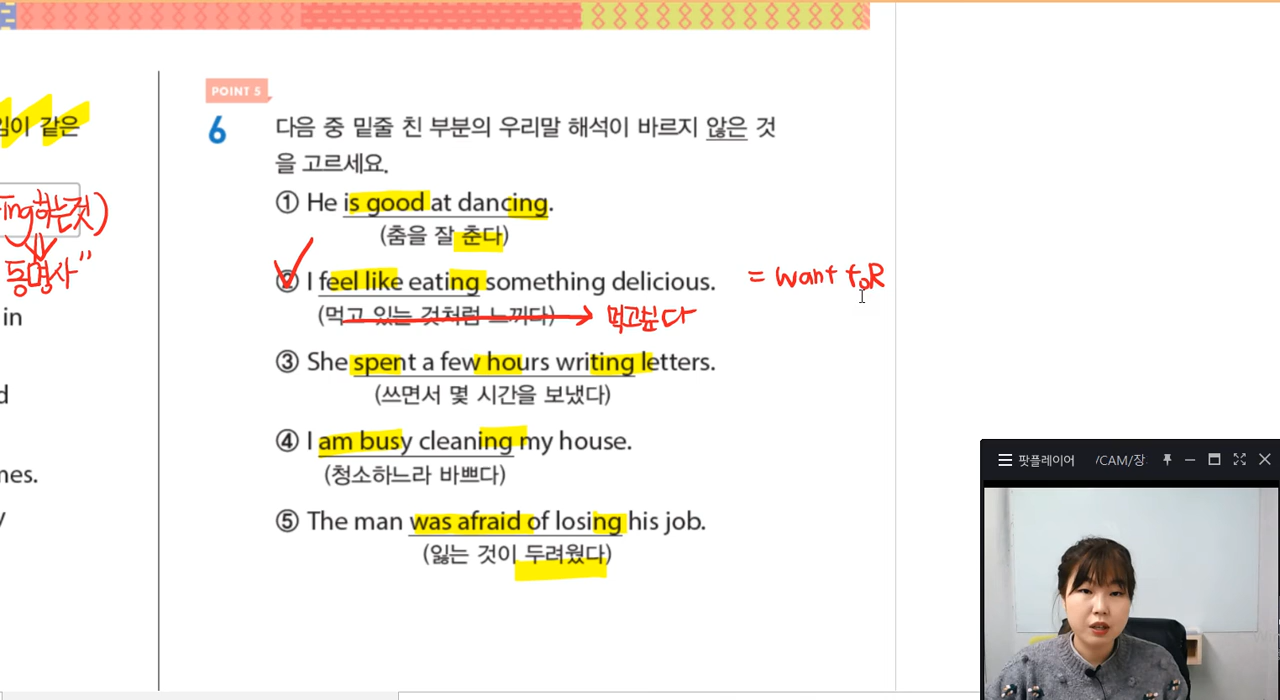 POINT 5
6 다음 중 밑줄 친 부분의 우리말 해석이 바르지 않은 것
을 고르세요.
① He is good at dancing.
(춤을 잘 춘다)
② I feel like eating something delicious. = want toR
(먹고 있는 것처럼 느끼다) → 먹고싶다
③ She spent a few hours writing letters.
(쓰면서 몇 시간을 보냈다)
④ I am busy cleaning my house.
(청소하느라 바쁘다)
⑤ The man was afraid of losing his job.
(잃는 것이 두려웠다)
같은
ing하는것)
동명사"
in
d
mes.
y
팟플레이어 /CAM/장